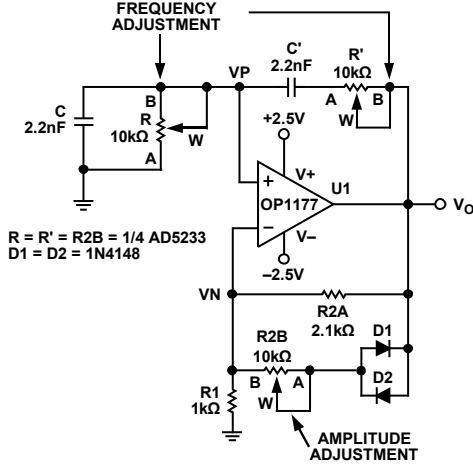 FREQUENCY
ADJUSTMENT
C'
2.2nF
R'
10kΩ
VP
A
B
W
C
2.2nF
B
R
10kΩ
A
W
+2.5V
V+
U1
+
OP1177
−
V−
–2.5V
VO
R = R' = R2B = 1/4 AD5233
D1 = D2 = 1N4148
VN
R2A
2.1kΩ
R2B
10kΩ
B
A
W
D1
D2
R1
1kΩ
AMPLITUDE
ADJUSTMENT